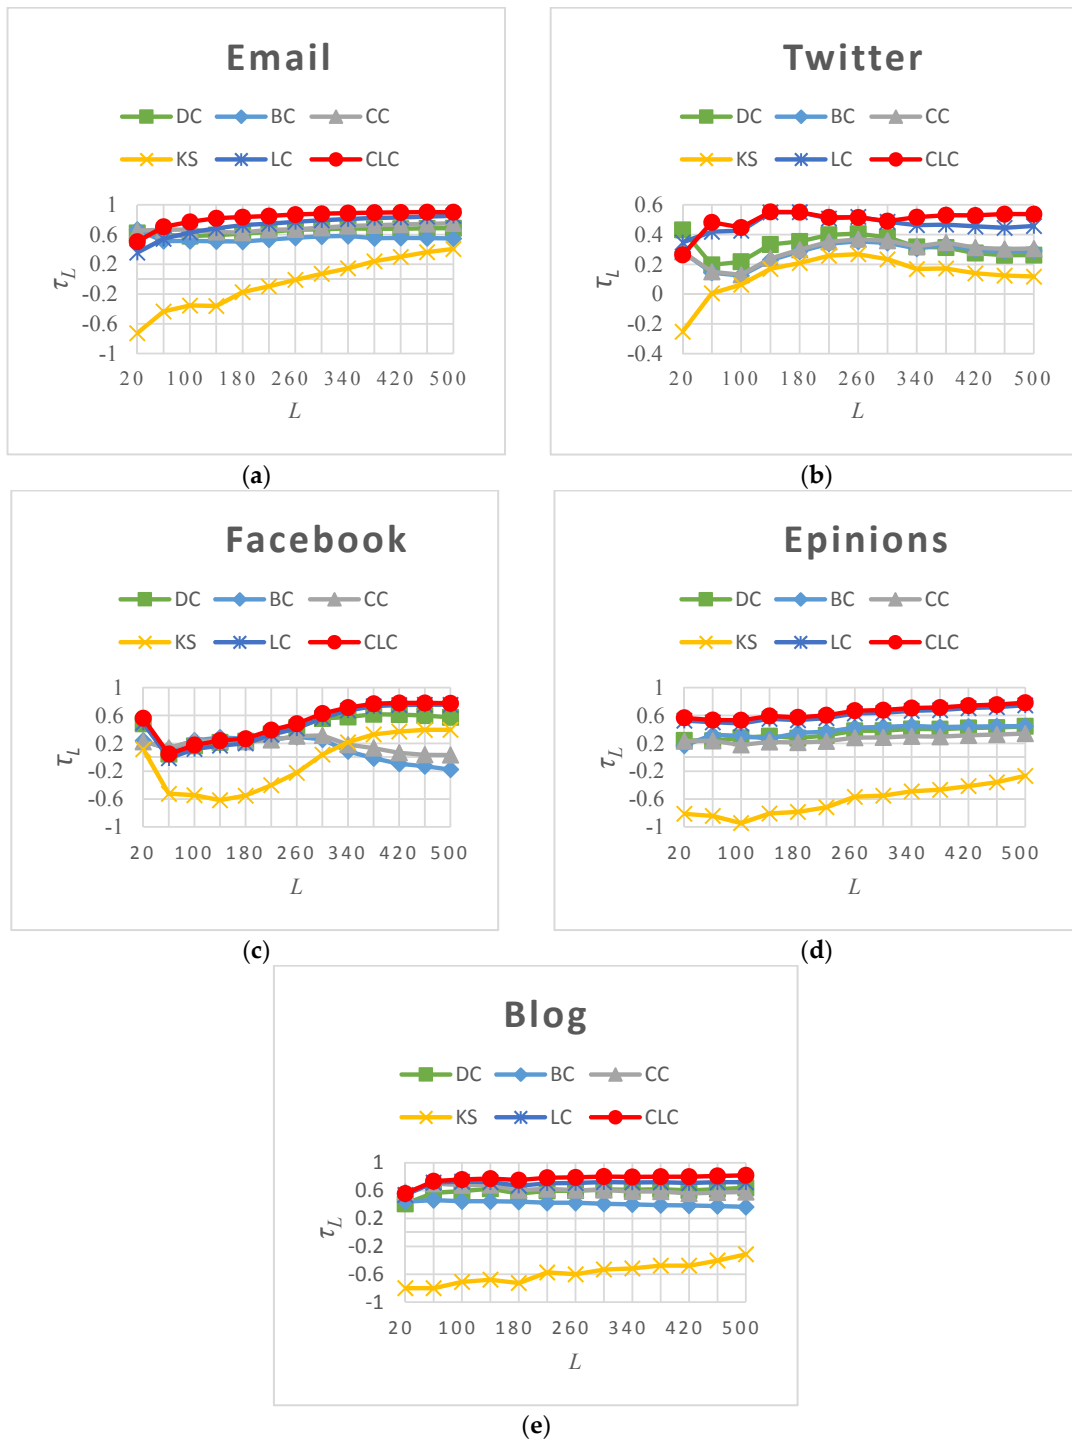 Email
DC BC CC
KS LC CLC
1
0.6
0.2
-0.2
-0.6
-1
τL
20 100 180 260 340 420 500
L
(a)
Twitter
DC BC CC
KS LC CLC
0.6
0.4
0.2
0
-0.2
-0.4
τl
20 100 180 260 340 420 500
L
(b)
Facebook
DC BC CC
KS LC CLC
1
0.6
0.2
-0.2
-0.6
-1
τl
20 100 180 260 340 420 500
L
(c)
Epinions
DC BC CC
KS LC CLC
1
0.6
0.2
-0.2
-0.6
-1
τL
20 100 180 260 340 420 500
L
(d)
Blog
DC BC CC
KS LC CLC
1
0.6
0.2
-0.2
-0.6
-1
τL
20 100 180 260 340 420 500
L
(e)